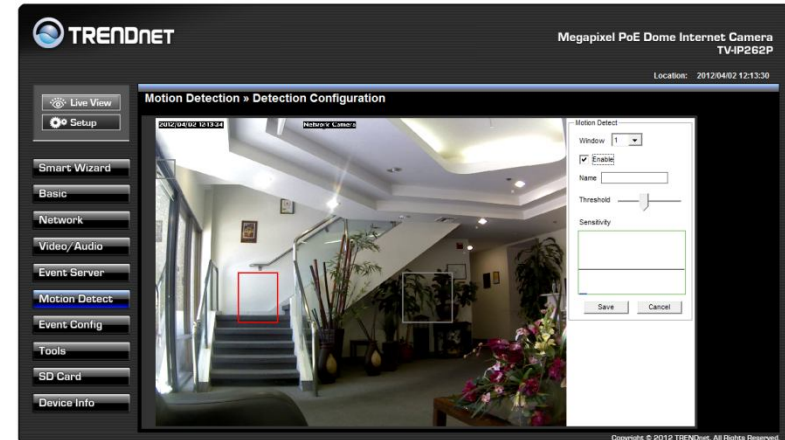 TRENDNET
Megapixel PoE Dome Internet Camera
TV-IP262P
Location: 2012/04/02 12:13:30
Live View
Setup
Motion Detection » Detection Configuration
2012/04/02 12:13:34 Network Camera
Motion Detect
Window 1
Enable
Name
Threshold
Sensitivity
Save Cancel
Smart Wizard
Basic
Network
Video/Audio
Event Server
Motion Detect
Event Config
Tools
SD Card
Device Info
Copyright © 2012 TRENDnet. All Rights Reserved.